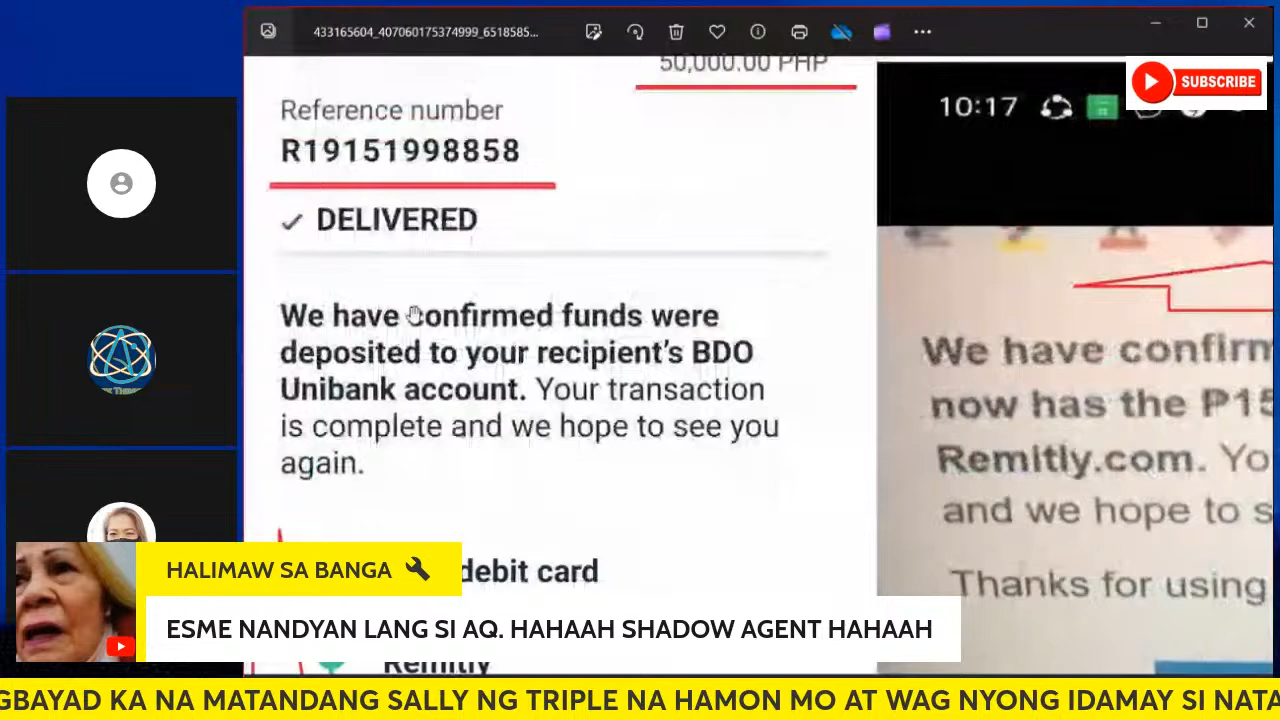 433165604_407060175374999_6518585...
50,000.00 PHP
SUBSCRIBE
Reference number
R19151998858
DELIVERED
We have confirmed funds were
deposited to your recipient's BDO
Unibank account. Your transaction
is complete and we hope to see you
again.
debit card
Remitly
10:17
We have confirm
now has the P15
Remitly.com. Yo
and we hope to s
Thanks for using
HALIMAW SA BANGA
ESME NANDYAN LANG SI AQ. HAHAAH SHADOW AGENT HAHAAH
GBAYAD KA NA MATANDANG SALLY NG TRIPLE NA HAMON MO AT WAG NYONG IDAMAY SI NATA